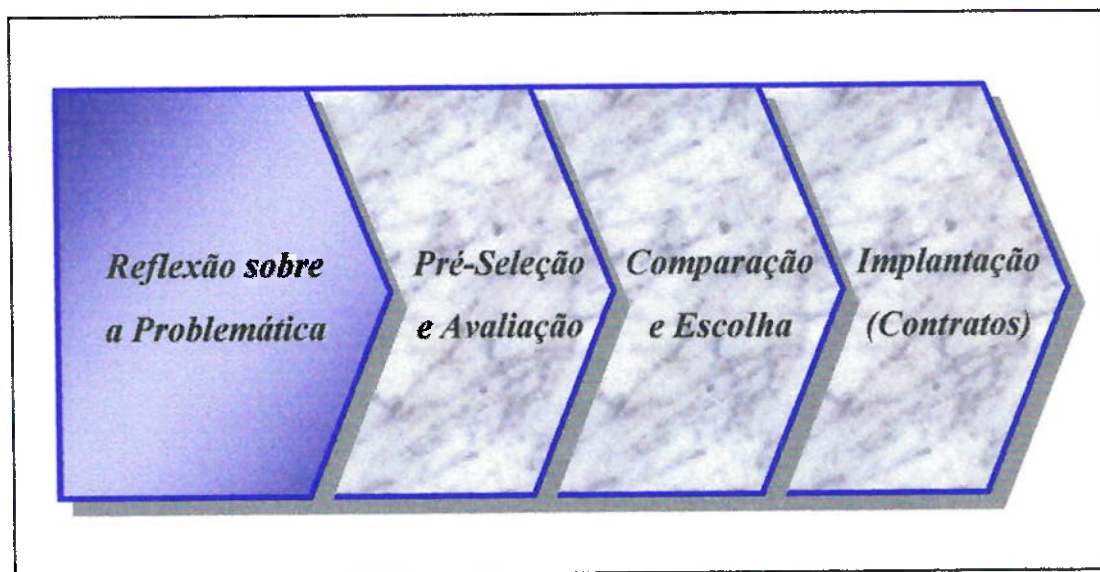 Reflexão sobre
a Problemática
Pré-Seleção
e Avaliação
Comparação
e Escolha
Implantação
(Contratos)